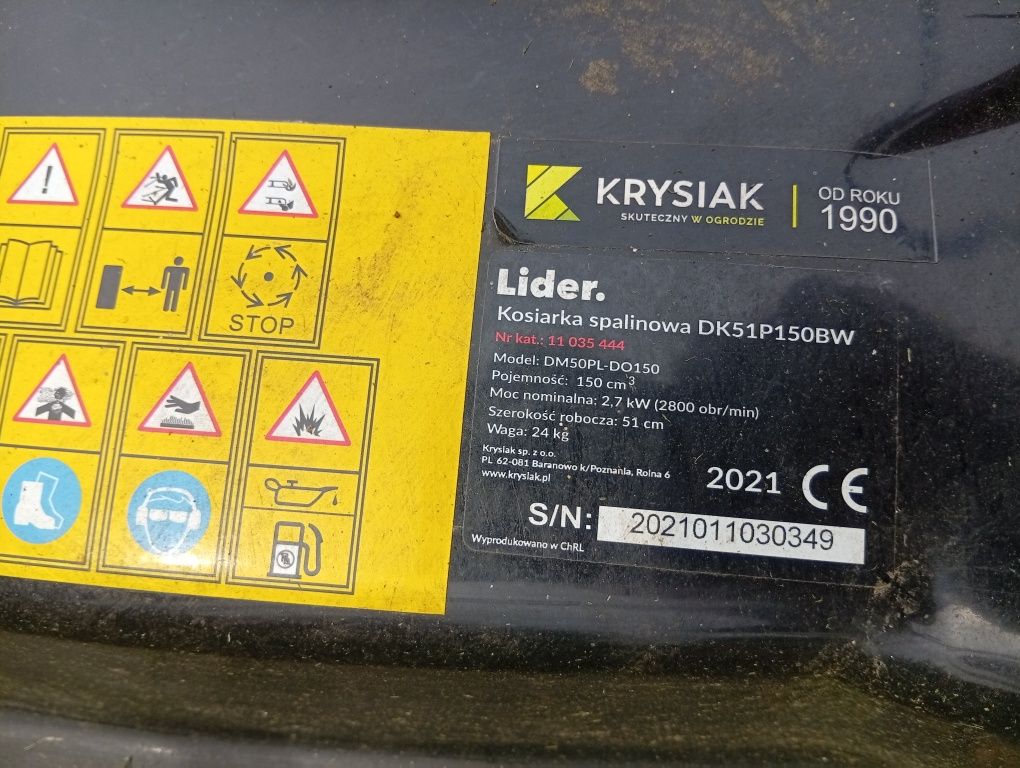 STOP
KRYSIAK
SKUTECZNY W OGRODZIE
OD ROKU
1990
Lider.
Kosiarka spalinowa DK51P150BW
Nr kat.: 11 035 444
Model: DM50PL-DO150
Pojemność: 150 cm³
Moc nominalna: 2,7 kW (2800 obr/min)
Szerokość robocza: 51 cm
Waga: 24 kg
Krysiak sp. z o.o.
PL 62-081 Baranowo k/Poznania, Rolna 6
www.krysiak.pl
2021 CE
S/N: 2021011030349
Wyprodukowano w ChRL